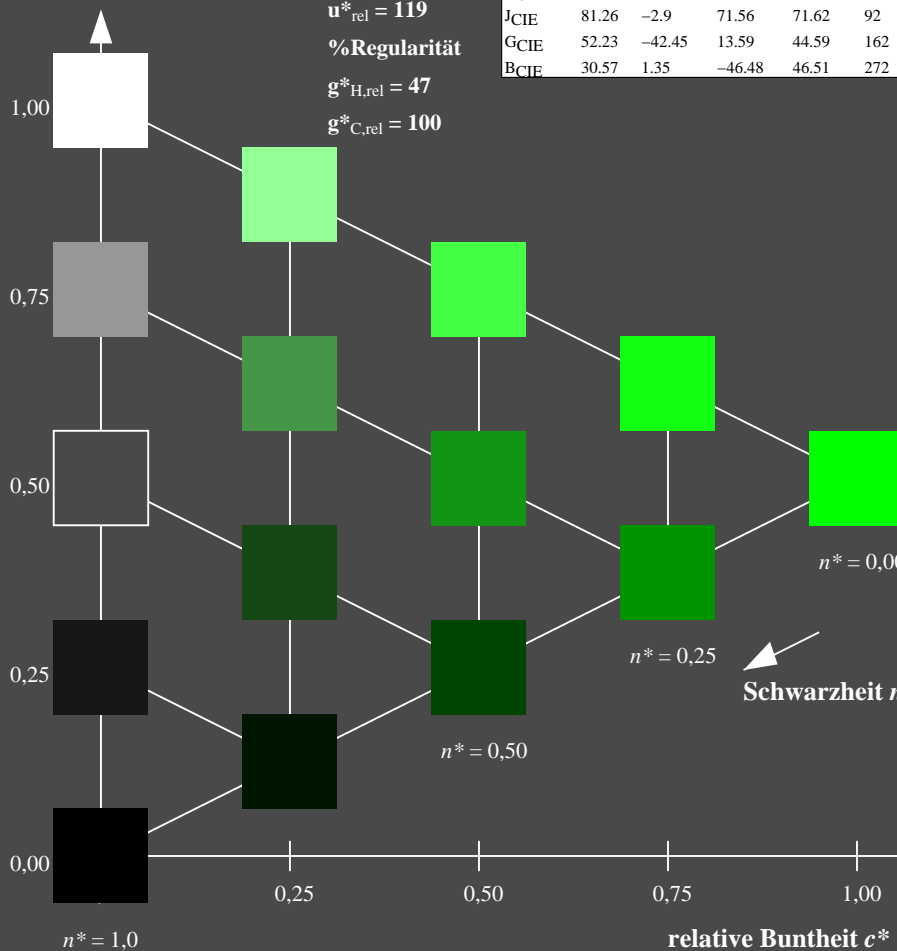 u*rel = 119
%Regularität
g*H,rel = 47
g*C,rel = 100
JCIE 81.26 −2.9 71.56 71.62 92
GCIE 52.23 −42.45 13.59 44.59 162
BCIE 30.57 1.35 −46.48 46.51 272
1,00
0,75
0,50
0,25
0,00
n* = 0,00
n* = 0,25
Schwarzheit n
n* = 0,50
0,25 0,50 0,75 1,00
n* = 1,0
relative Buntheit c*